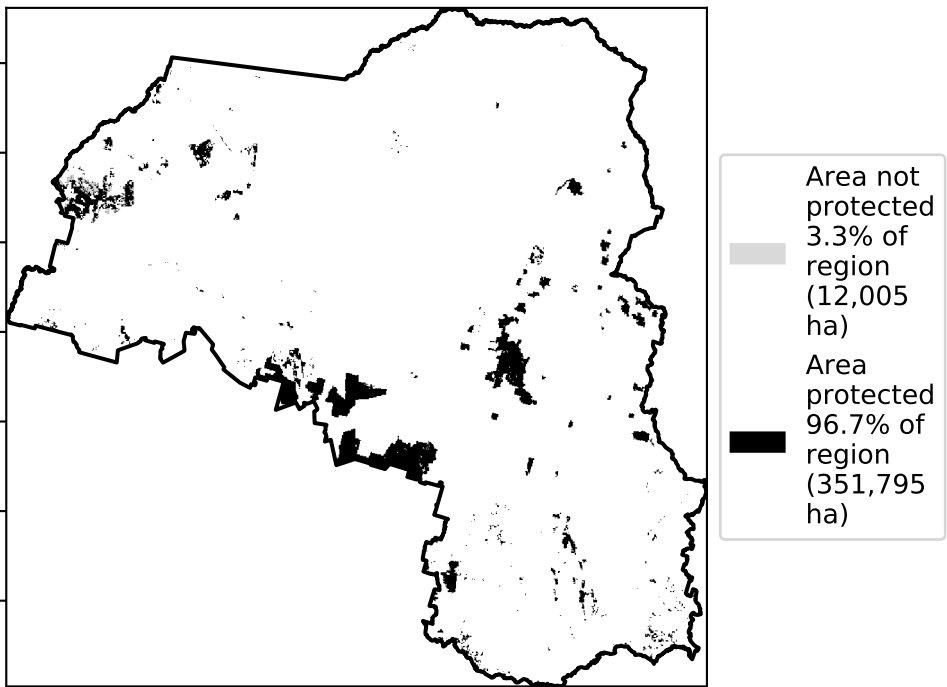 Area not
protected
3.3% of
region
(12,005
ha)
Area
protected
96.7% of
region
(351,795
ha)